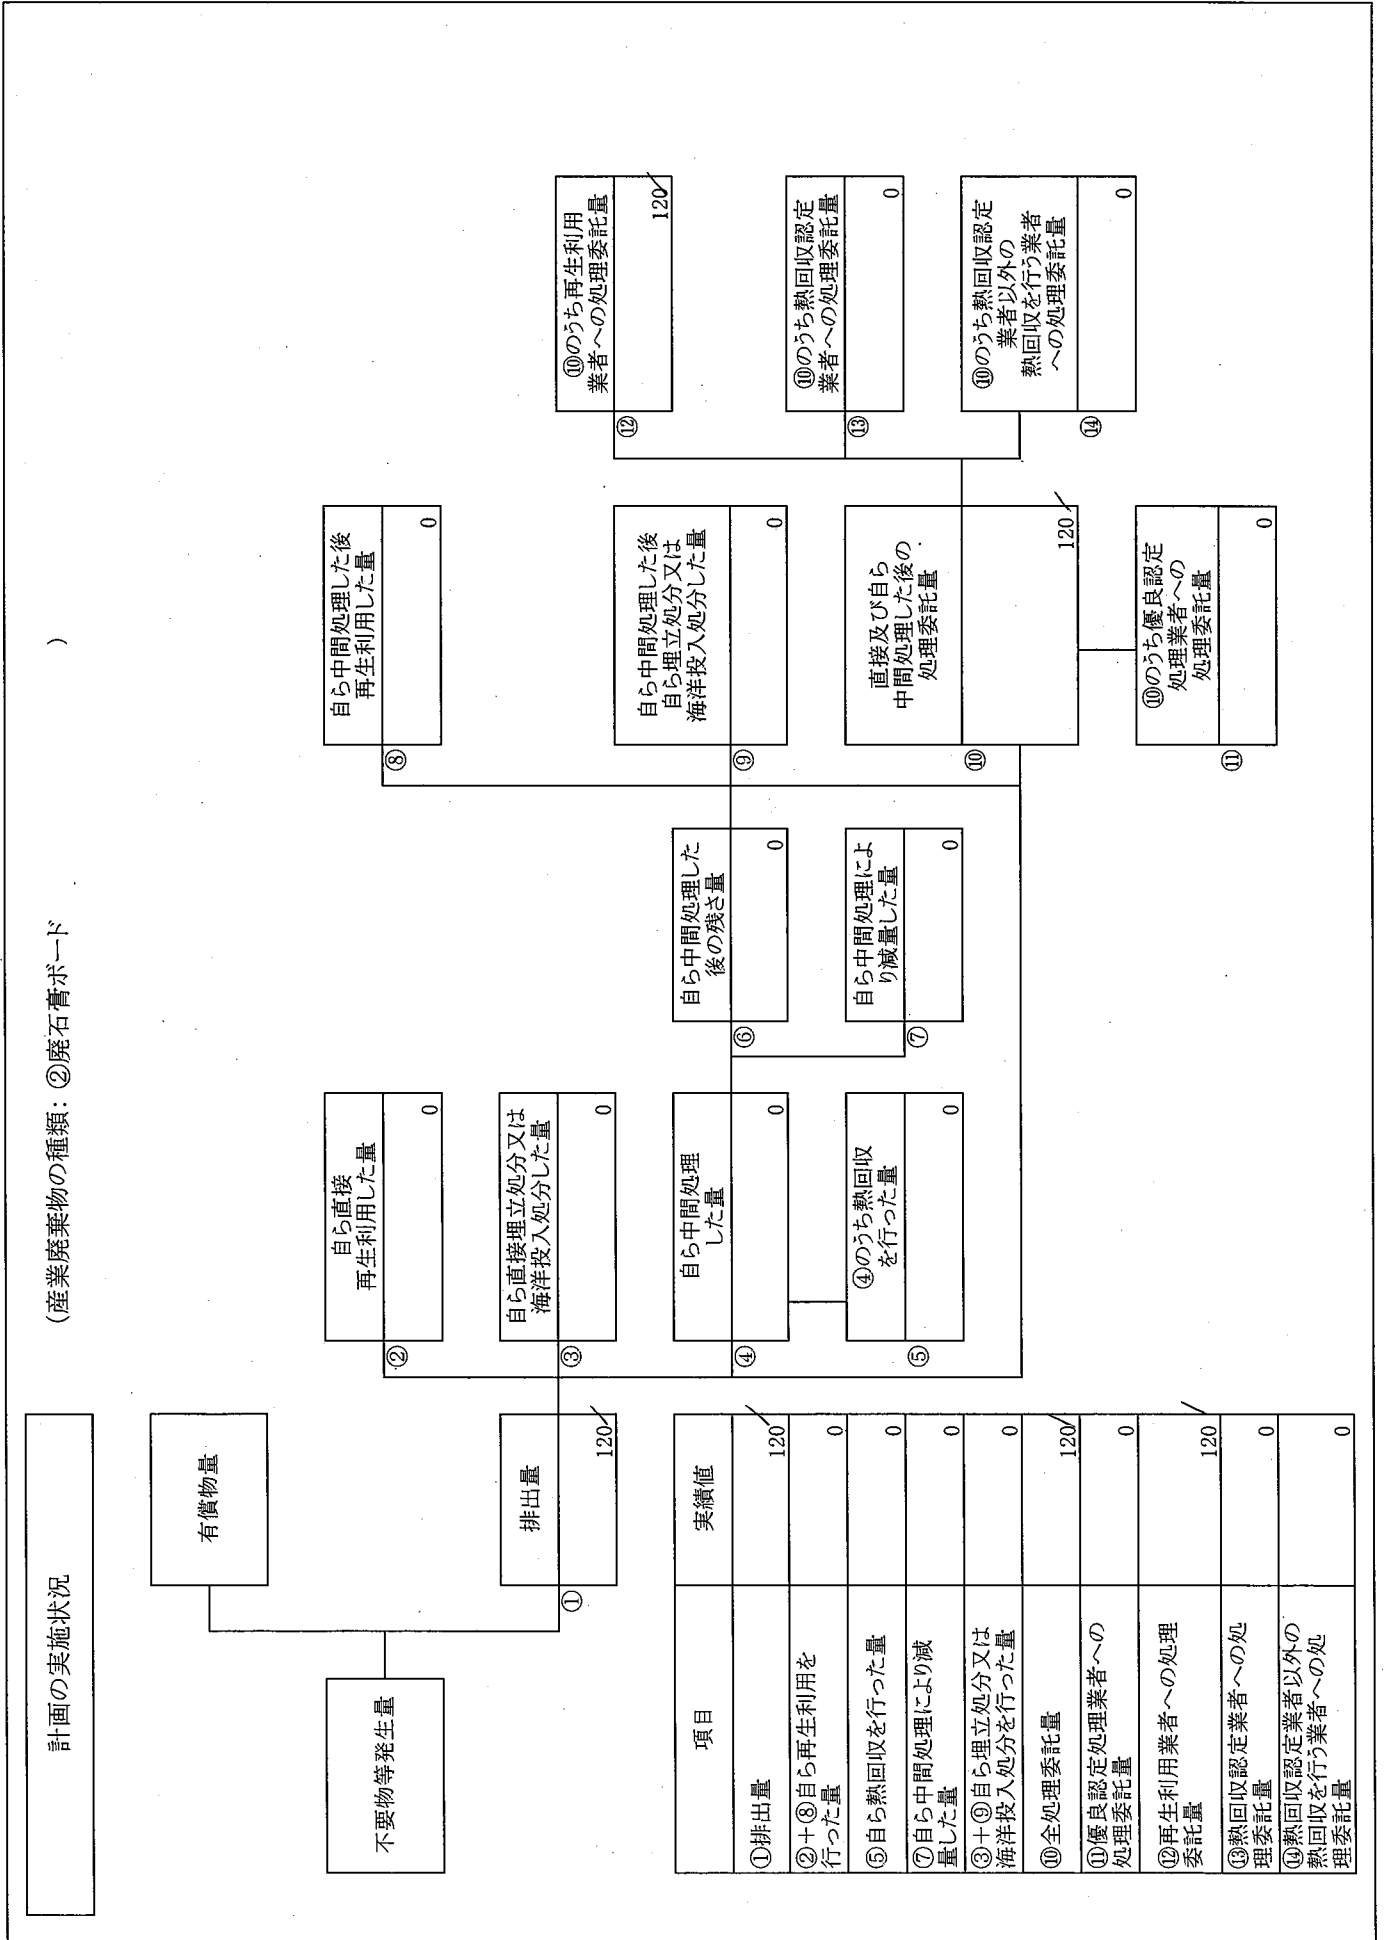 計画の実施状況
(産業廃棄物の種類：②廃石膏ボード
)
不要物等発生量
有償物量
排出量
①
120
②
自ら直接
再生利用した量
0
③
自ら直接埋立処分又は
海洋投入処分した量
0
④
自ら中間処理
した量
0
⑤
④のうち熱回収
を行った量
0
⑥
自ら中間処理した
後の残さ量
0
⑦
自ら中間処理によ
り減量した量
0
⑧
自ら中間処理した後
再生利用した量
0
⑨
自ら中間処理した後
自ら埋立処分又は
海洋投入処分した量
0
⑩
直接及び自ら
中間処理した後の
処理委託量
120
⑪
⑩のうち優良認定
処理業者への
処理委託量
0
⑫
⑩のうち再生利用
業者への処理委託量
120
⑬
⑩のうち熱回収認定
業者への処理委託量
0
⑭
⑩のうち熱回収認定
業者以外の
熱回収を行う業者
への処理委託量
0
項目 実績値
①排出量 120
②+⑧自ら再生利用を
行った量 0
⑤自ら熱回収を行った量 0
⑦自ら中間処理により減
量した量 0
③+⑨自ら埋立処分又は
海洋投入処分を行った量 0
⑩全処理委託量 120
⑪優良認定処理業者への
処理委託量 0
⑫再生利用業者への処理
委託量 120
⑬熱回収認定業者への処
理委託量 0
⑭熱回収認定業者以外の
熱回収を行う業者への処
理委託量 0